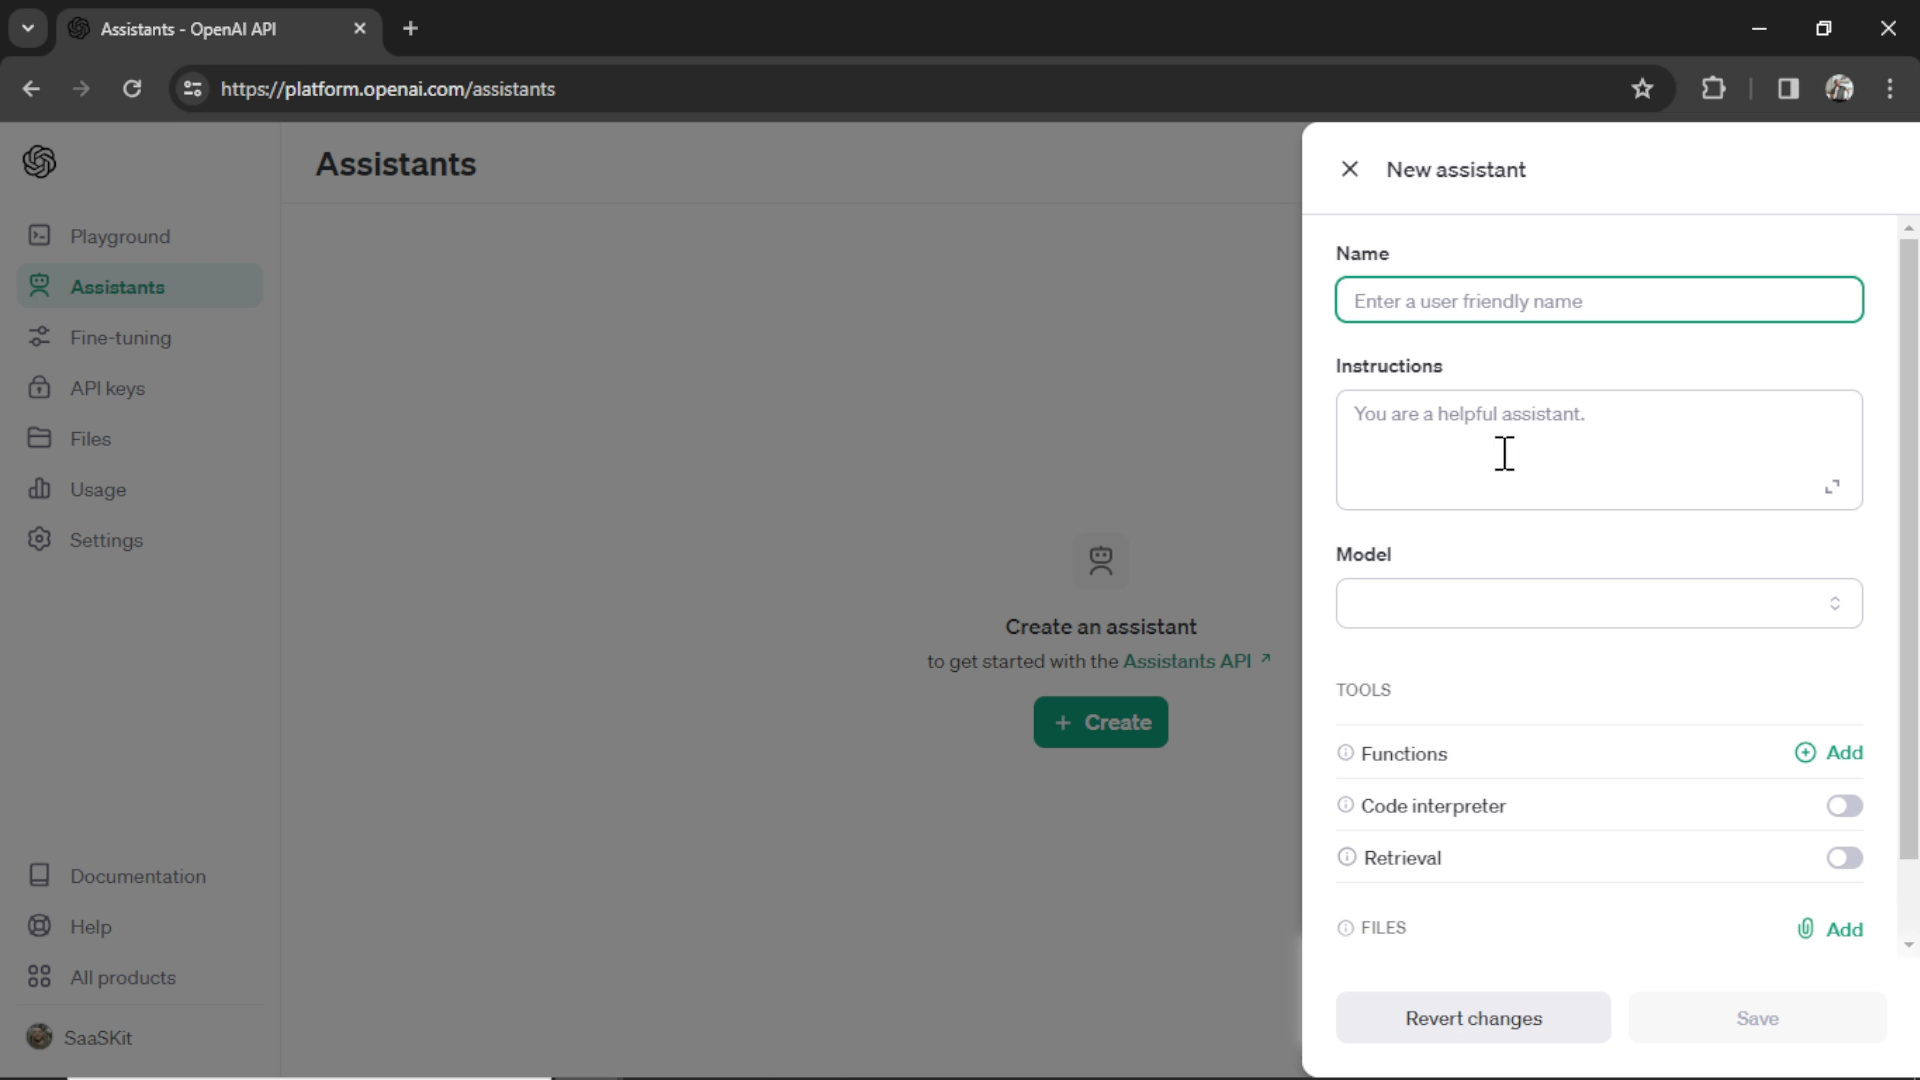 Assistants - OpenAI API
https://platform.openai.com/assistants
Playground
Assistants
Fine-tuning
API keys
Files
Usage
Settings
Documentation
Help
All products
SaaSKit
Assistants
Create an assistant
to get started with the Assistants API ↗
+ Create
New assistant
Name
Enter a user friendly name
Instructions
You are a helpful assistant.
Model
TOOLS
Functions
Add
Code interpreter
Retrieval
FILES
Add
Revert changes
Save